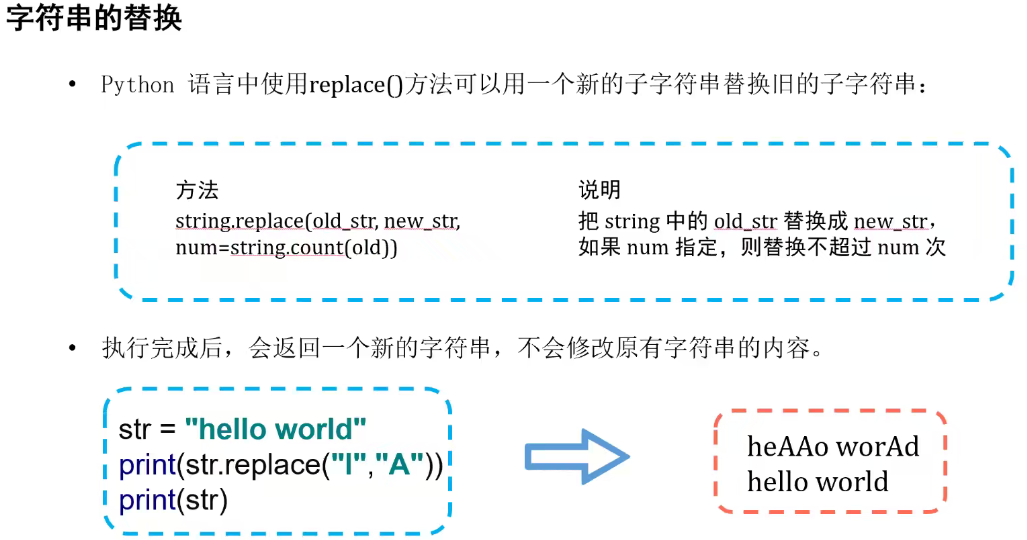 字符串的替换
• Python 语言中使用replace()方法可以用一个新的子字符串替换旧的子字符串：
方法
string.replace(old_str, new_str,
num=string.count(old))
说明
把 string 中的 old_str 替换成 new_str，
如果 num 指定，则替换不超过 num 次
• 执行完成后，会返回一个新的字符串，不会修改原有字符串的内容。
str = "hello world"
print(str.replace("l","A"))
print(str)
heAAo worAd
hello world